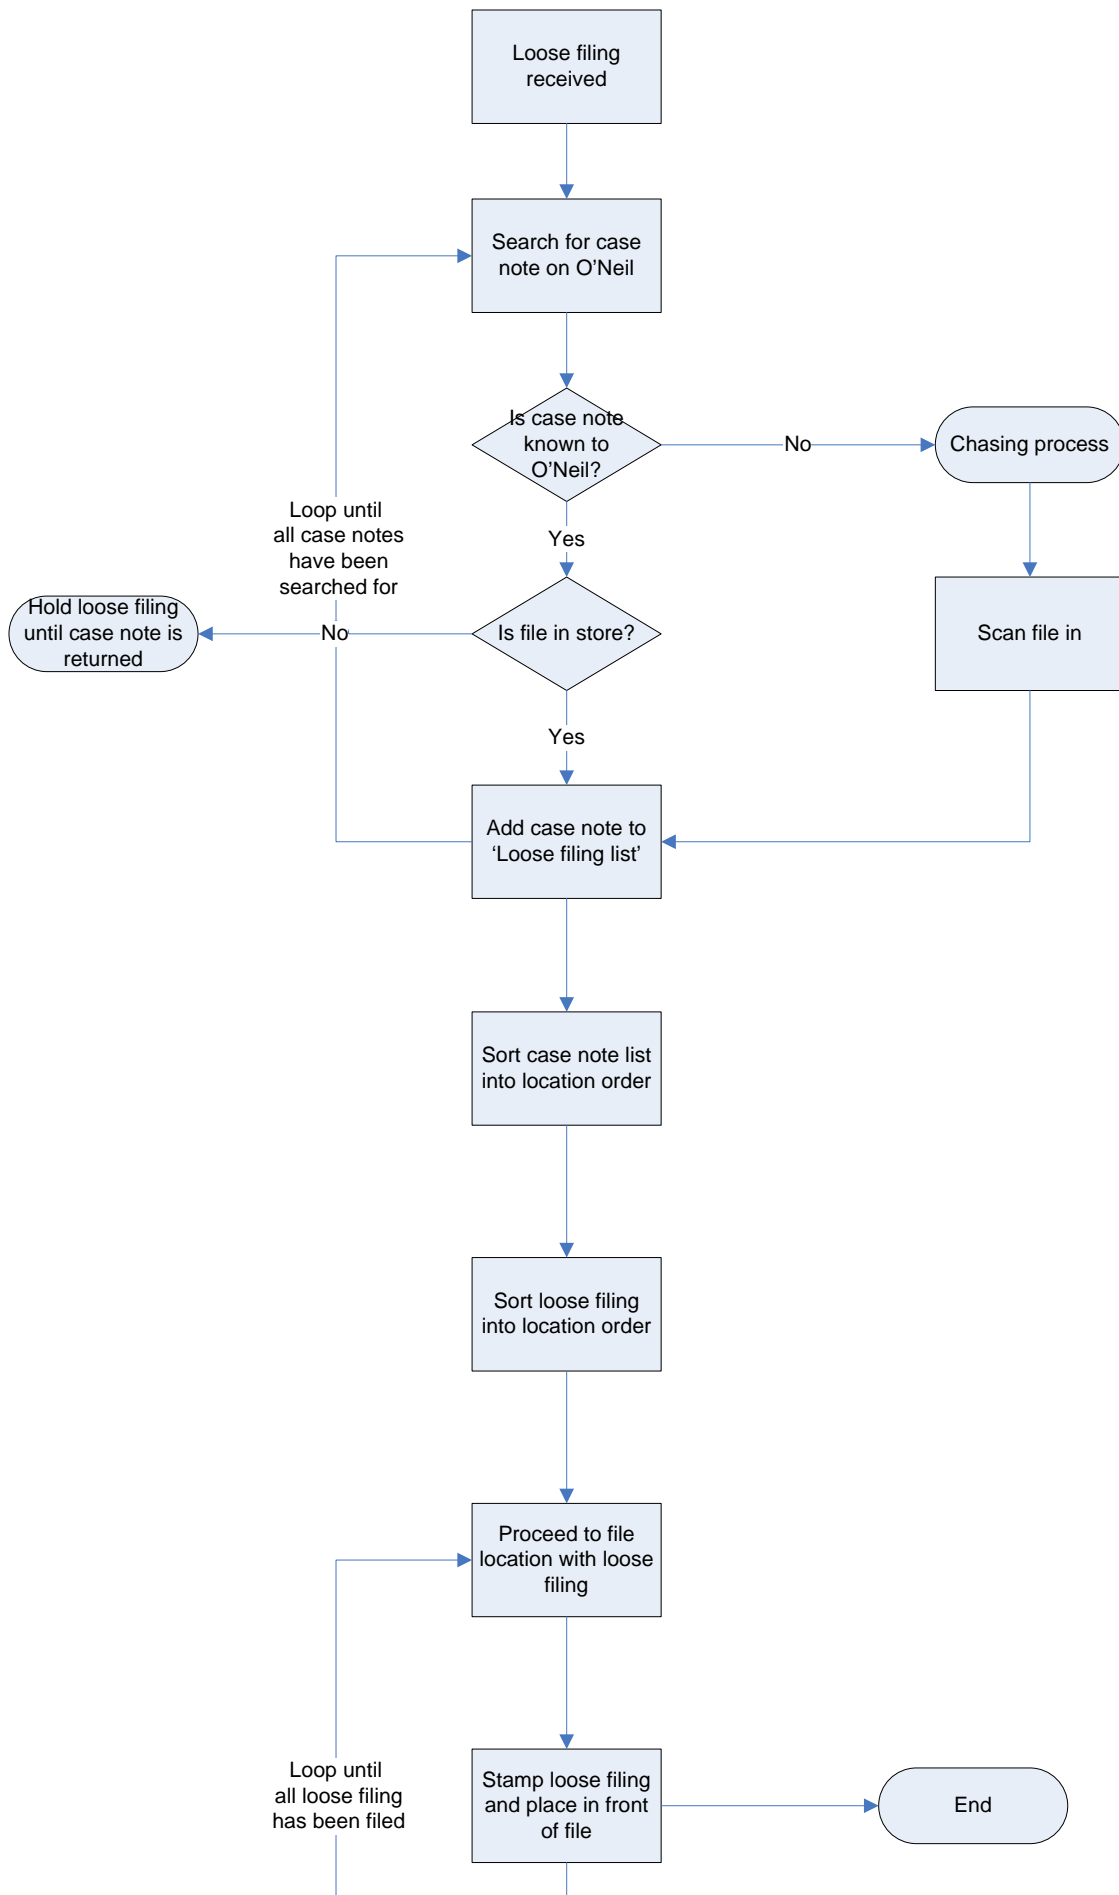 Loose filing
received
Search for case
note on O’Neil
Is case note
known to
O’Neil?
No
Chasing process
Yes
Loop until
all case notes
have been
searched for
Hold loose filing
until case note is
returned
No
Is file in store?
Scan file in
Yes
Add case note to
‘Loose filing list’
Sort case note list
into location order
Sort loose filing
into location order
Proceed to file
location with loose
filing
Loop until
all loose filing
has been filed
Stamp loose filing
and place in front
of file
End